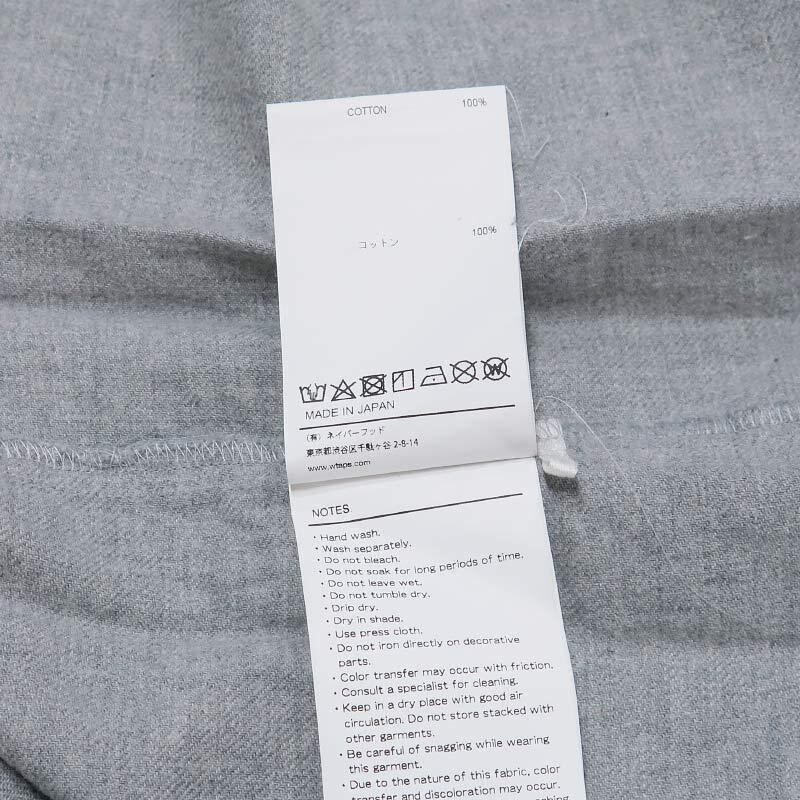 COTTON 100%
コットン 100%
MADE IN JAPAN
(有) ネイバーフッド
東京都渋谷区千駄ヶ谷 2-8-14
www.wtaps.com
NOTES
・Hand wash.
・Wash separately.
・Do not bleach.
・Do not soak for long periods of time.
・Do not leave wet.
・Do not tumble dry.
・Drip dry.
・Dry in shade.
・Use press cloth.
・Do not iron directly on decorative
parts.
・Color transfer may occur with friction.
・Consult a specialist for cleaning.
・Keep in a dry place with good air
circulation. Do not store stacked with
other garments.
・Be careful of snagging while wearing
this garment.
・Due to the nature of this fabric, color
transfer and discoloration may occur.